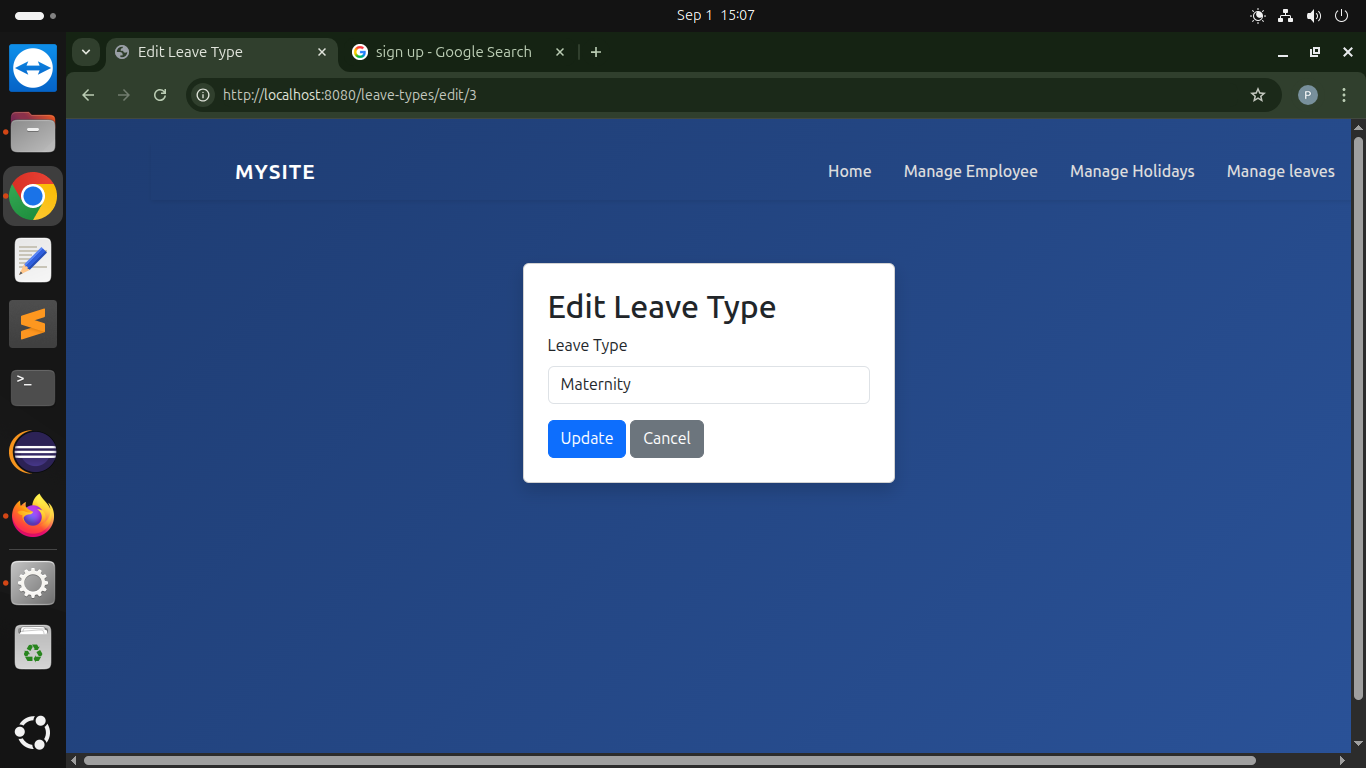 Sep 1 15:07
Edit Leave Type
sign up - Google Search
http://localhost:8080/leave-types/edit/3
P
MYSITE
Home
Manage Employee
Manage Holidays
Manage leaves
Edit Leave Type
Leave Type
Maternity
Update
Cancel
>_